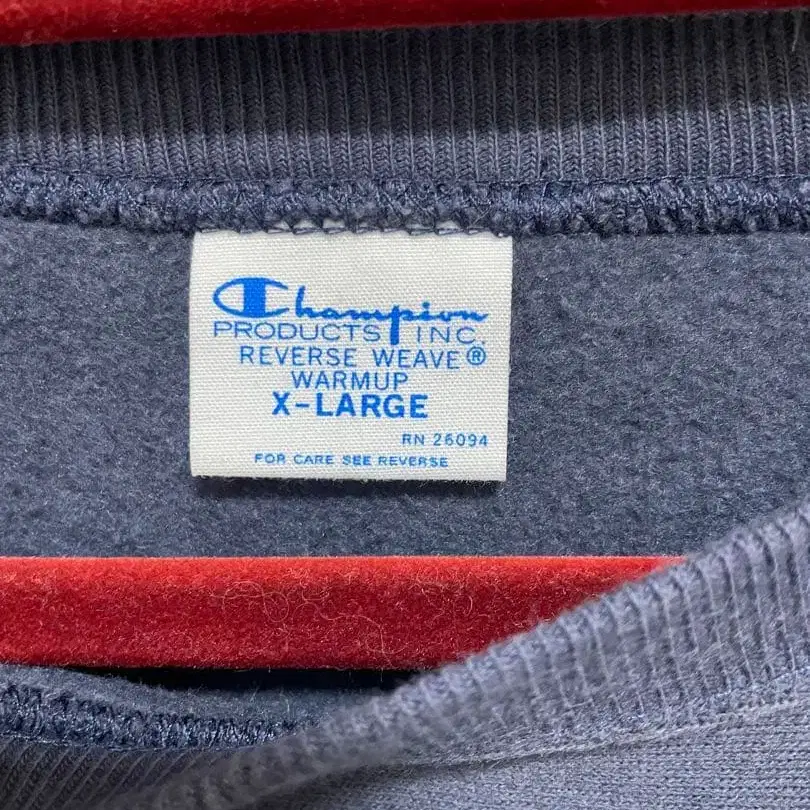 Champion
PRODUCTS INC.
REVERSE WEAVE®
WARMUP
X-LARGE
RN 26094
FOR CARE SEE REVERSE